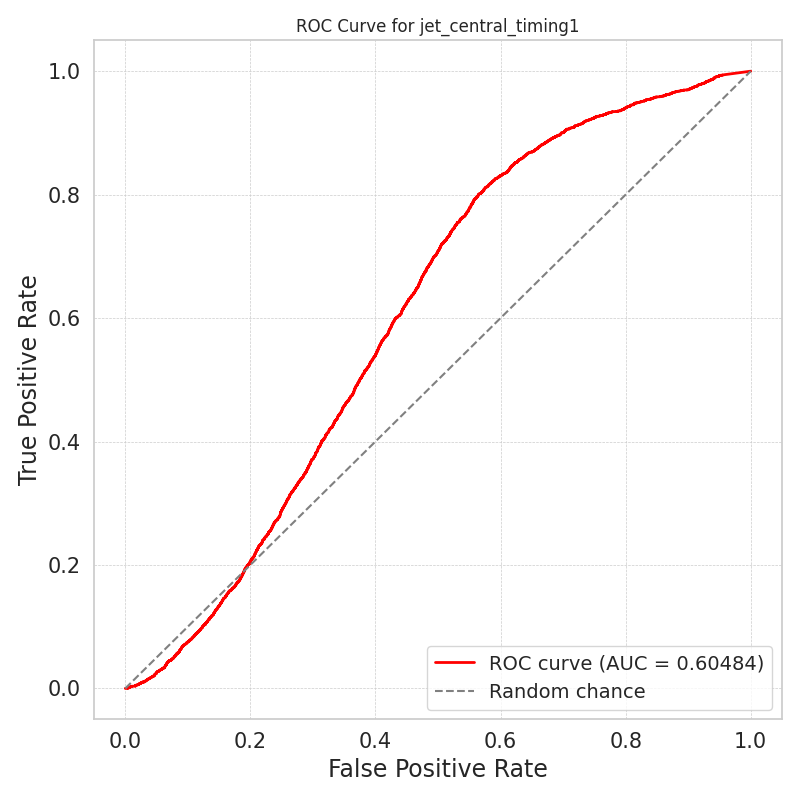 ROC Curve for jet_central_timing1
True Positive Rate
1.0
0.8
0.6
0.4
0.2
0.0
ROC curve (AUC = 0.60484)
Random chance
0.0 0.2 0.4 0.6 0.8 1.0
False Positive Rate